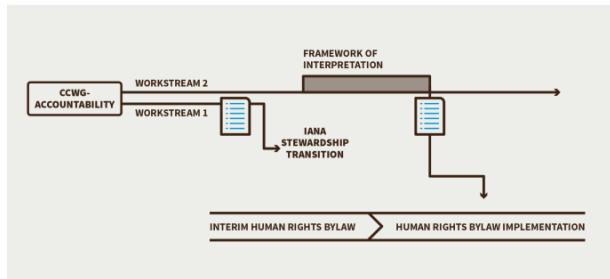 FRAMEWORK OF
INTERPRETATION
WORKSTREAM 2
CCWG-
ACCOUNTABILITY
WORKSTREAM 1
IANA
STEWARDSHIP
TRANSITION
INTERIM HUMAN RIGHTS BYLAW
HUMAN RIGHTS BYLAW IMPLEMENTATION